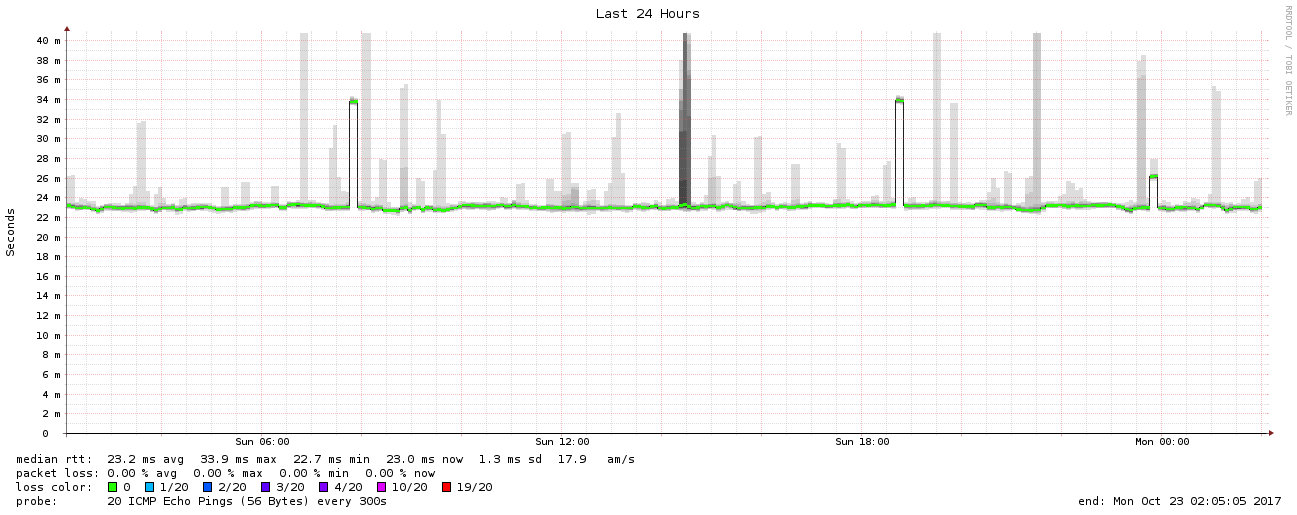 Last 24 Hours
RRDTOOL / TOBI OETIKER
40 m
38 m
36 m
34 m
32 m
30 m
28 m
26 m
24 m
22 m
20 m
18 m
16 m
14 m
12 m
10 m
8 m
6 m
4 m
2 m
0
Seconds
Sun 06:00 Sun 12:00 Sun 18:00 Mon 00:00
median rtt: 23.2 ms avg 33.9 ms max 22.7 ms min 23.0 ms now 1.3 ms sd 17.9 am/s
packet loss: 0.00 % avg 0.00 % max 0.00 % min 0.00 % now
loss color: 0 1/20 2/20 3/20 4/20 10/20 19/20
probe: 20 ICMP Echo Pings (56 Bytes) every 300s end: Mon Oct 23 02:05:05 2017